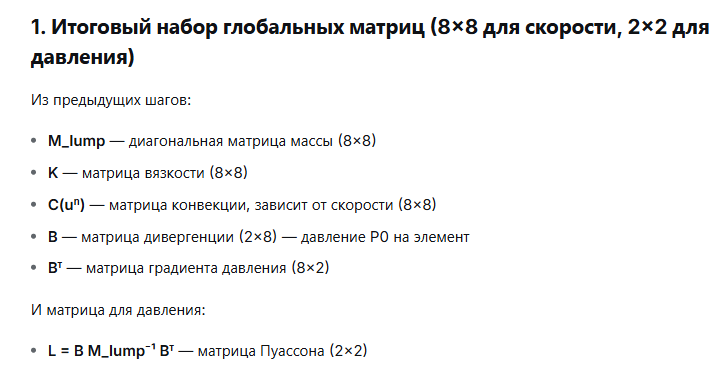 1. Итоговый набор глобальных матриц (8×8 для скорости, 2×2 для
давления)
Из предыдущих шагов:
• M_lump — диагональная матрица массы (8×8)
• K — матрица вязкости (8×8)
• C(uⁿ) — матрица конвекции, зависит от скорости (8×8)
• B — матрица дивергенции (2×8) — давление P0 на элемент
• Bᵀ — матрица градиента давления (8×2)
И матрица для давления:
• L = B M_lump⁻¹ Bᵀ — матрица Пуассона (2×2)